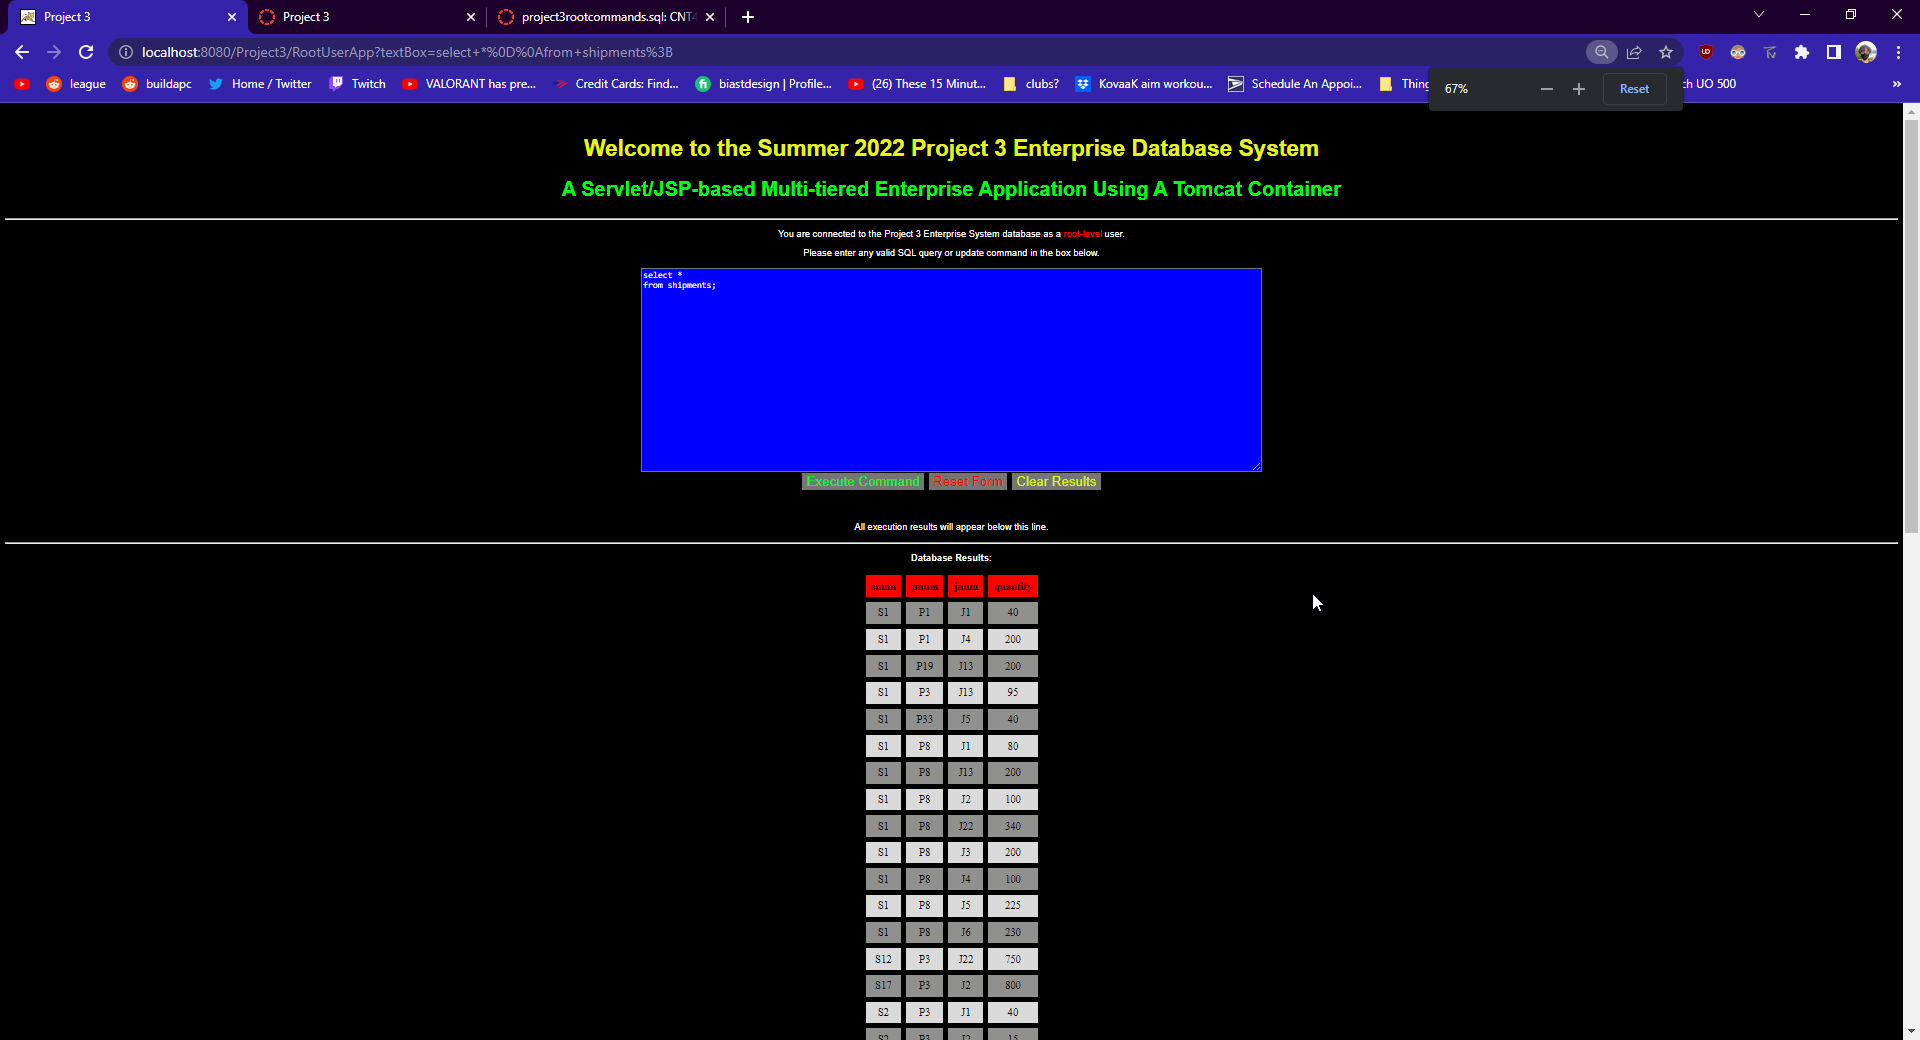 Project 3
Project 3
project3rootcommands.sql: CNT4
localhost:8080/Project3/RootUserApp?textBox=select+*%0D%0Afrom+shipments%3B
league
buildapc
Home / Twitter
Twitch
VALORANT has pre...
Credit Cards: Find...
biastdesign | Profile...
(26) These 15 Minut...
clubs?
KovaaK aim workou...
Schedule An Appoi...
Thing
ch UO 500
»
67%
Reset
Welcome to the Summer 2022 Project 3 Enterprise Database System
A Servlet/JSP-based Multi-tiered Enterprise Application Using A Tomcat Container
You are connected to the Project 3 Enterprise System database as a root-level user.
Please enter any valid SQL query or update command in the box below.
select *
from shipments;
Execute Command Reset Form Clear Results
All execution results will appear below this line.
Database Results:
snum pnum jnum quantity
S1 P1 J1 40
S1 P1 J4 200
S1 P19 J13 200
S1 P3 J13 95
S1 P33 J5 40
S1 P8 J1 80
S1 P8 J13 200
S1 P8 J2 100
S1 P8 J22 340
S1 P8 J3 200
S1 P8 J4 100
S1 P8 J5 225
S1 P8 J6 230
S12 P3 J22 750
S17 P3 J2 800
S2 P3 J1 40
S2 P3 J2 15